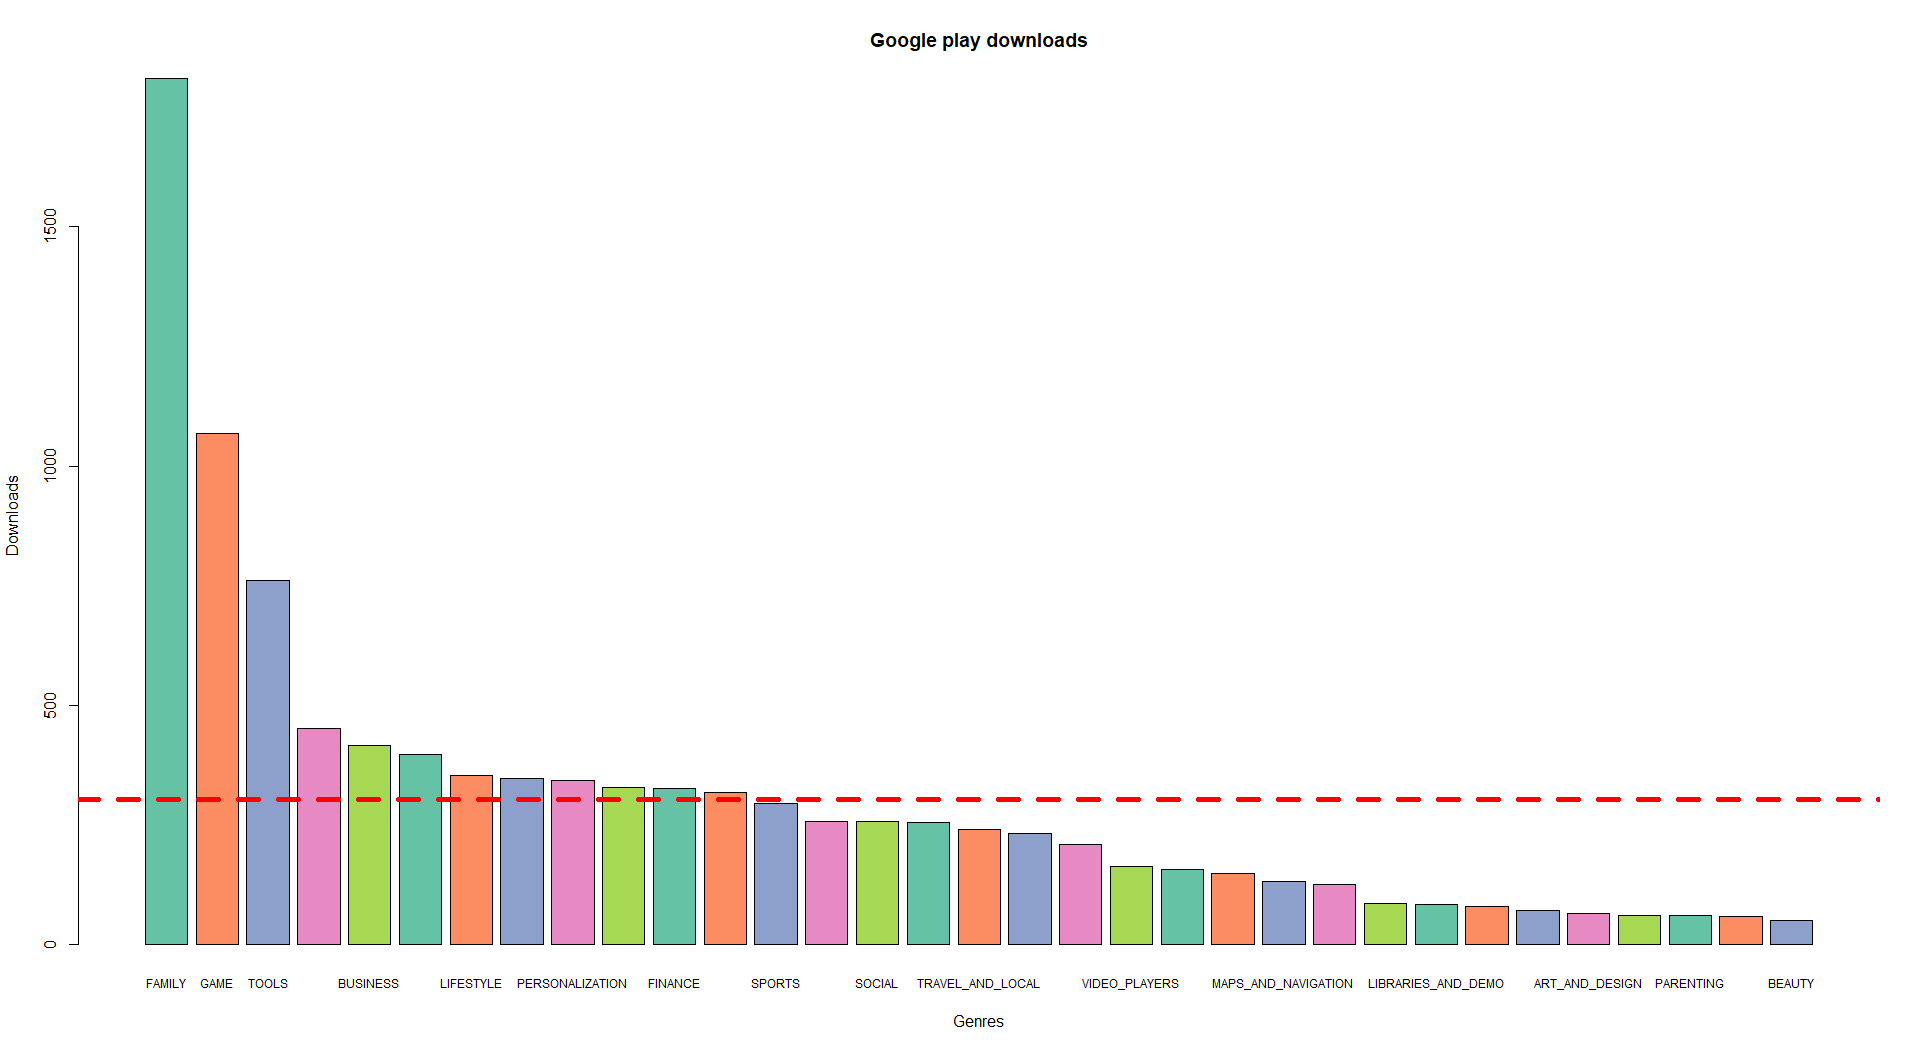 Google play downloads
Downloads
1500
1000
500
0
FAMILY GAME TOOLS BUSINESS LIFESTYLE PERSONALIZATION FINANCE SPORTS SOCIAL TRAVEL_AND_LOCAL VIDEO_PLAYERS MAPS_AND_NAVIGATION LIBRARIES_AND_DEMO ART_AND_DESIGN PARENTING BEAUTY
Genres